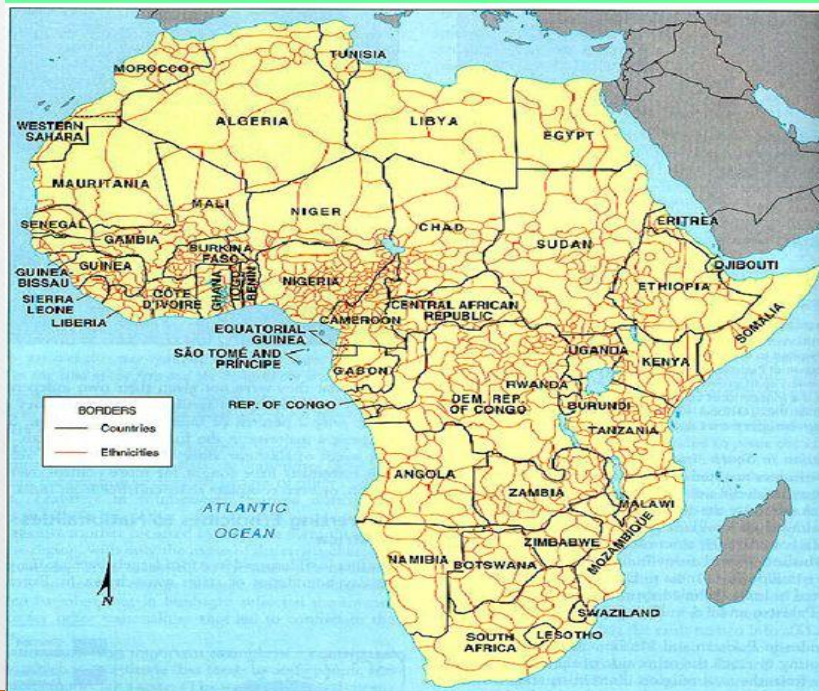 MOROCCO
TUNISIA
WESTERN
SAHARA
ALGERIA
LIBYA
EGYPT
MAURITANIA
MALI
NIGER
CHAD
SUDAN
ERITREA
DJIBOUTI
SENEGAL
GAMBIA
GUINEA
BISSAU
GUINEA
SIERRA
LEONE
LIBERIA
CÔTE
D'IVOIRE
BURKINA
FASO
GHANA
TOGO
BENIN
NIGERIA
CAMEROON
CENTRAL AFRICAN
REPUBLIC
ETHIOPIA
SOMALIA
EQUATORIAL
GUINEA
SÃO TOMÉ AND
PRÍNCIPE
GABON
REP. OF CONGO
DEM. REP.
OF CONGO
UGANDA
KENYA
RWANDA
BURUNDI
TANZANIA
BORDERS
Countries
Ethnicities
ATLANTIC
OCEAN
ANGOLA
ZAMBIA
MALAWI
MOZAMBIQUE
ZIMBABWE
NAMIBIA
BOTSWANA
SWAZILAND
LESOTHO
SOUTH
AFRICA
N